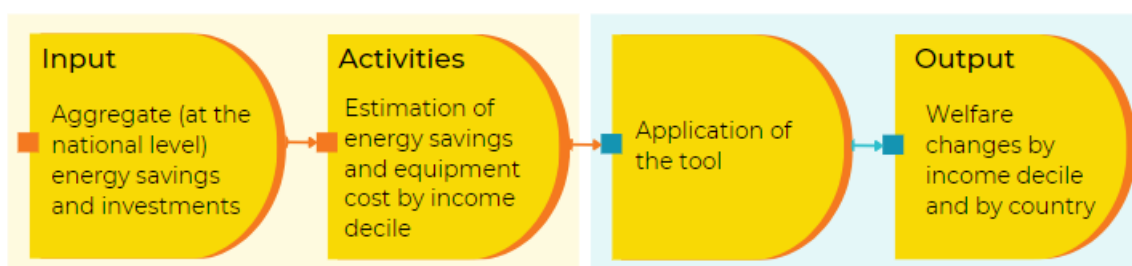 Input
Aggregate (at the
national level)
energy savings
and investments
Activities
Estimation of
energy savings
and equipment
cost by income
decile
Application of
the tool
Output
Welfare
changes by
income decile
and by country